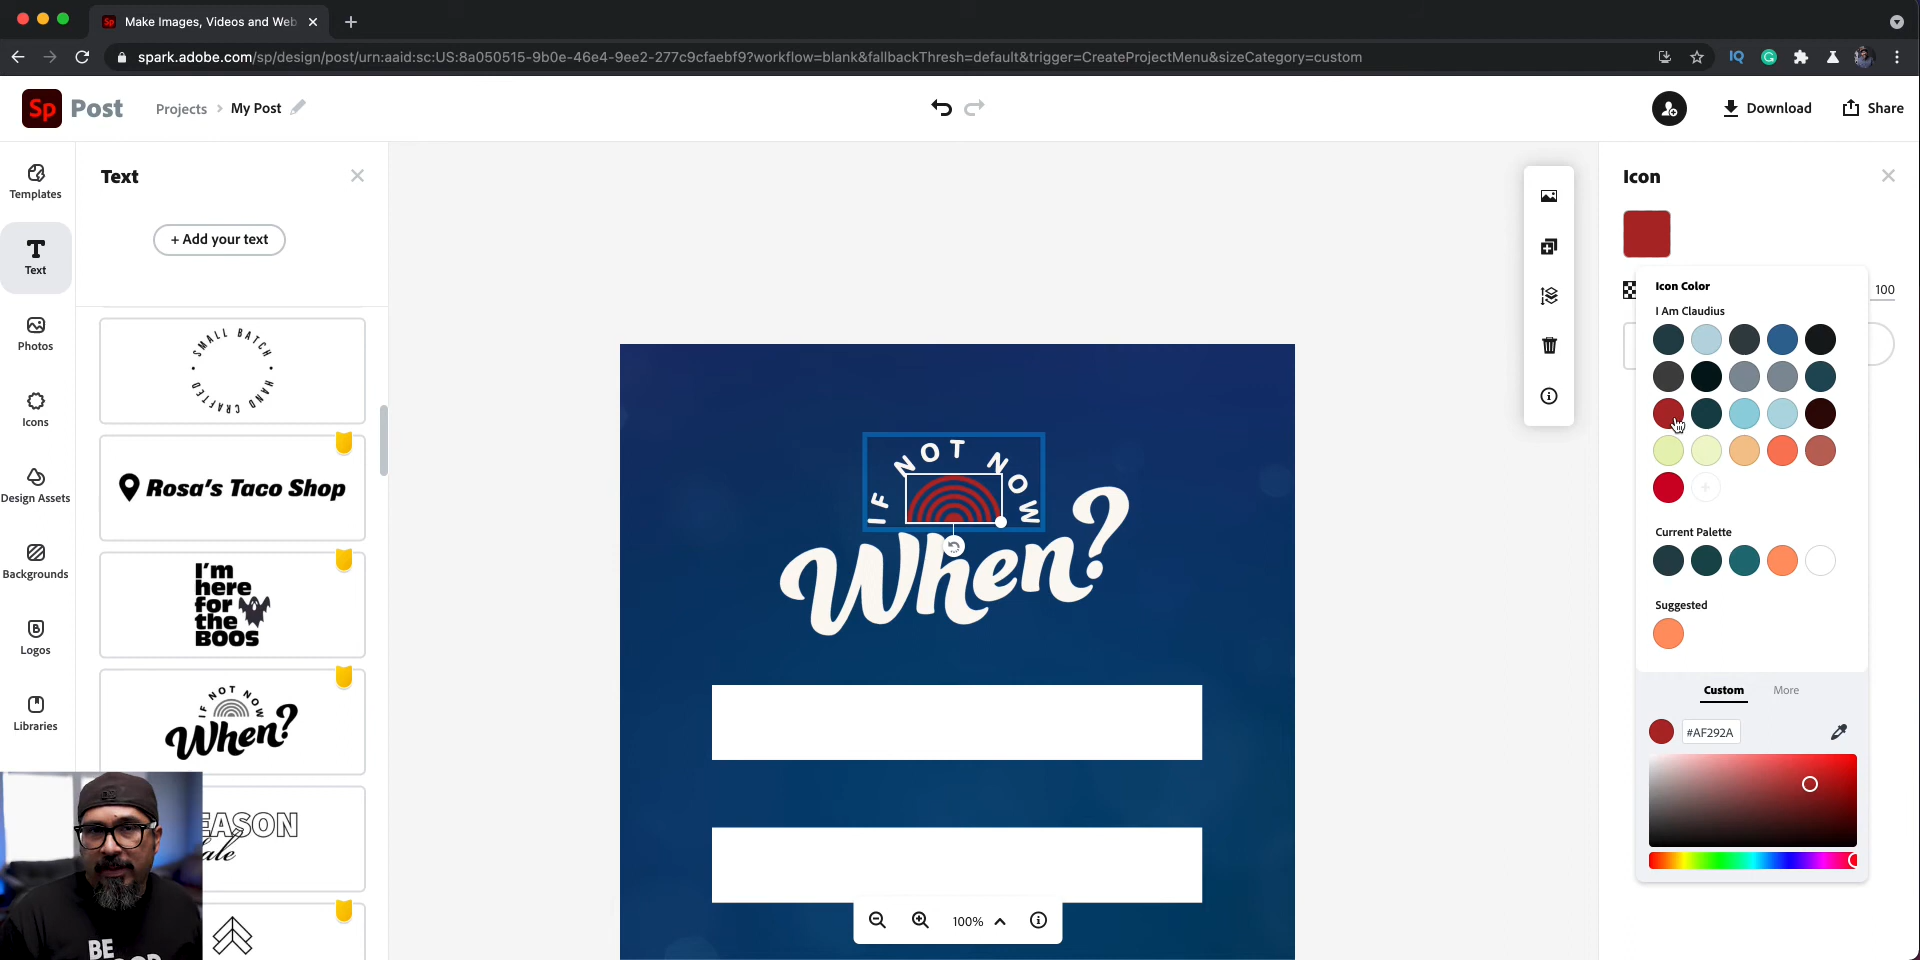 Make Images, Videos and Web
spark.adobe.com/sp/design/post/urn:aaid:sc:US:8a050515-9b0e-46e4-9ee2-277c9cfaebf9?workflow=blank&fallbackThresh=default&trigger=CreateProjectMenu&sizeCategory=custom
IQ
Sp Post
Projects > My Post
Download
Share
Templates
Text
Photos
Icons
Design Assets
Backgrounds
Logos
Libraries
Text
+ Add your text
SMALL BATCH
HAND CRAFTED
Rosa's Taco Shop
I'm
here
for
the
BOOS
IF NOT NOW
When?
EASON
ale
BE
IF NOT NOW
When?
100%
Icon
100
Icon Color
I Am Claudius
Current Palette
Suggested
Custom
More
#AF292A